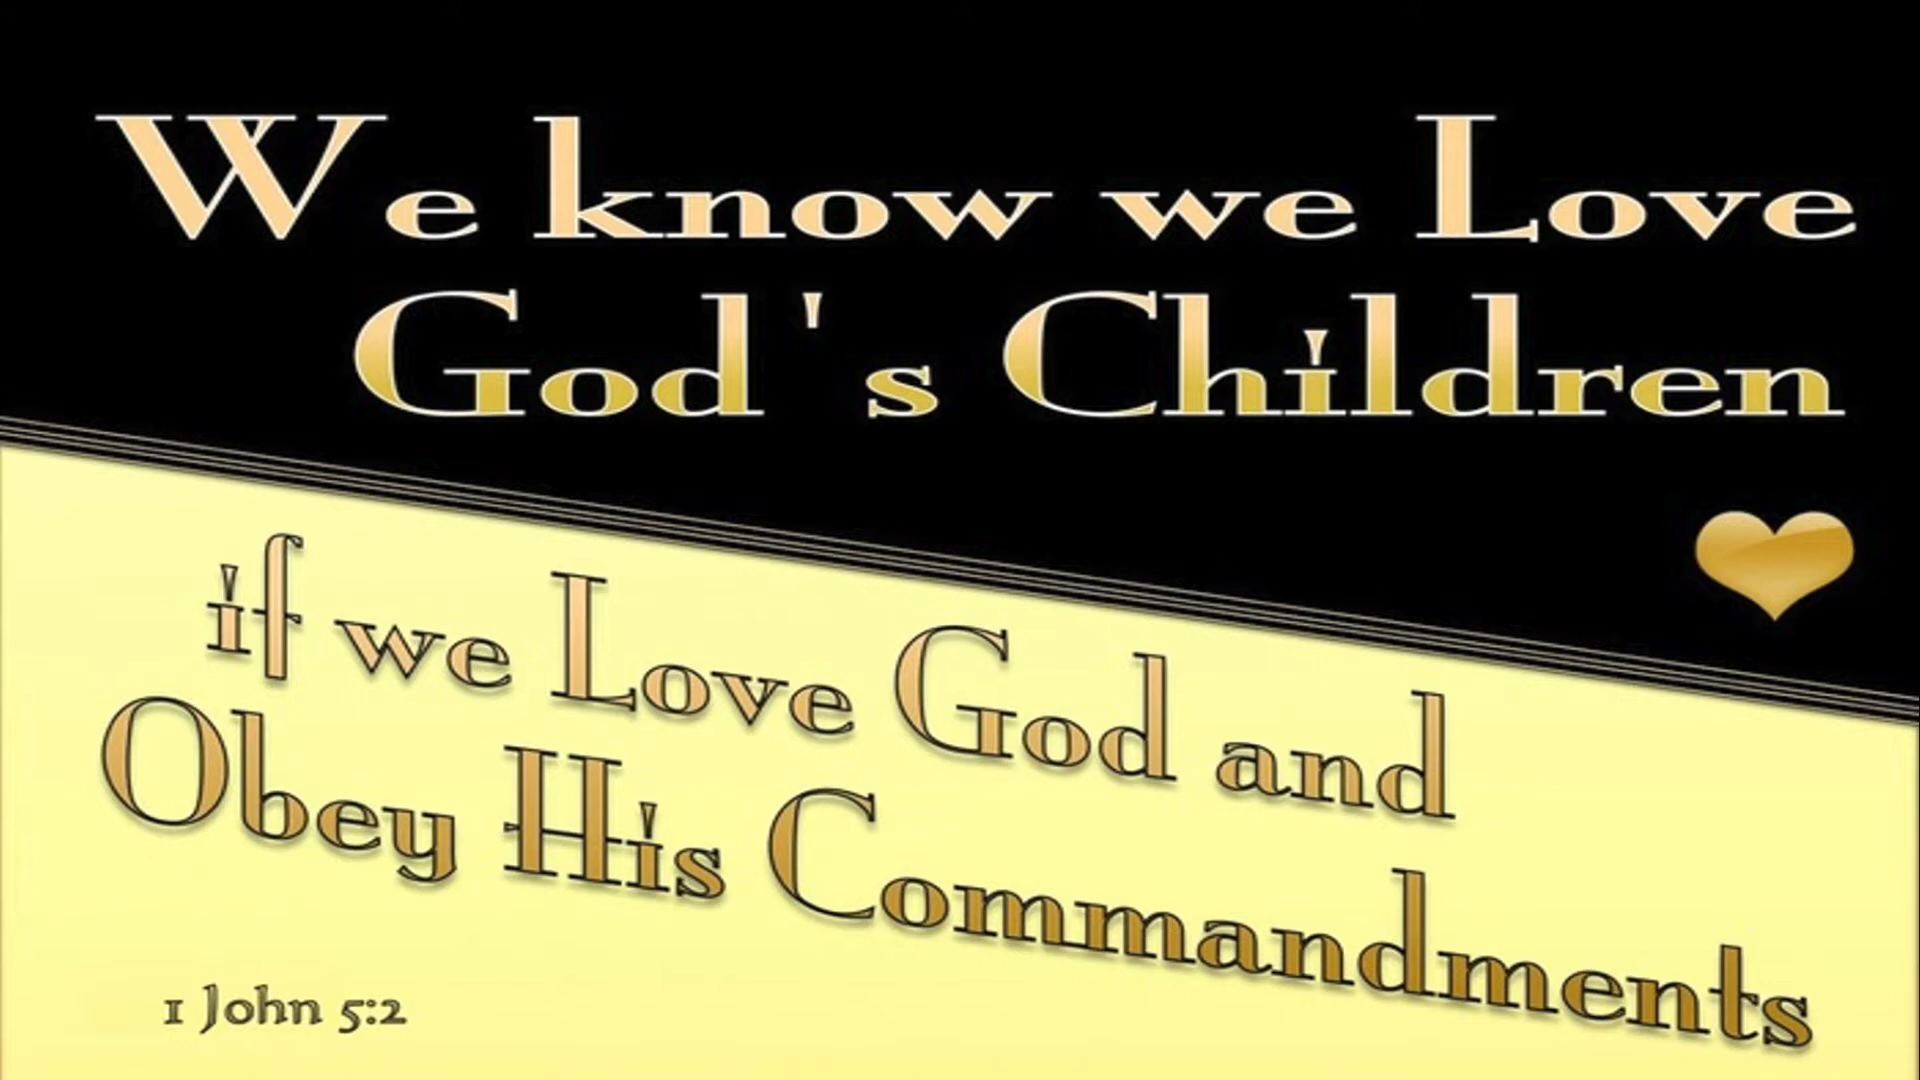 We know we Love
God's Children
if we Love God and
Obey His Commandments
1 John 5:2